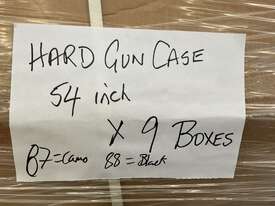 HARD GUN CASE
54 inch
X 9 BOXES
87=Camo 88=Black